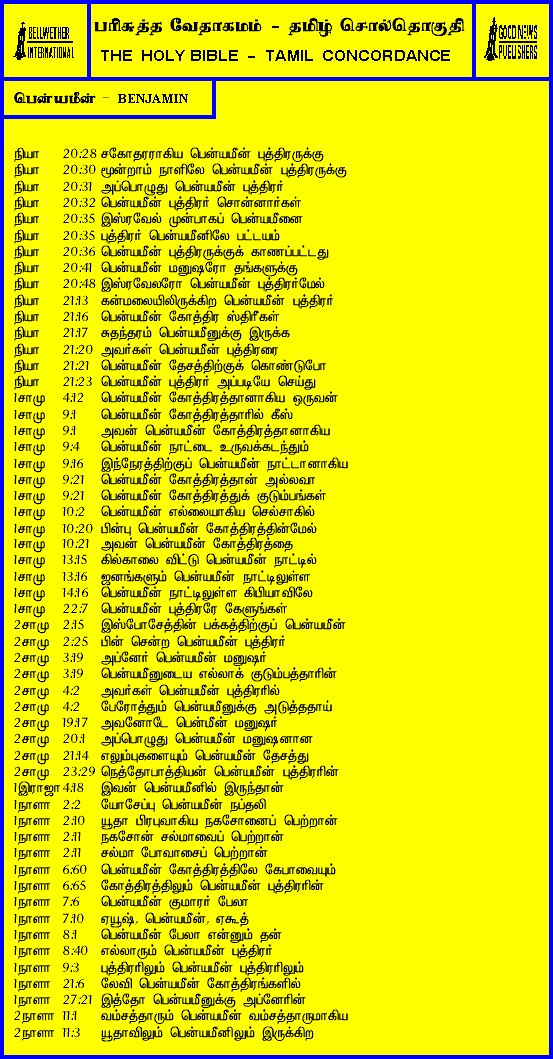 BELLWETHER
INTERNATIONAL
பரிசுத்த வேதாகமம் - தமிழ் சொல்தொகுதி
THE HOLY BIBLE - TAMIL CONCORDANCE
GOOD NEWS
PUBLISHERS
பென்யமீன் - BENJAMIN
நியா 20:28 சகோதரராகிய பென்யமீன் புத்திரருக்கு
நியா 20:30 மூன்றாம் நாளிலே பென்யமீன் புத்திரருக்கு
நியா 20:31 அப்பொழுது பென்யமீன் புத்திரர்
நியா 20:32 பென்யமீன் புத்திரர் சொன்னார்கள்
நியா 20:35 இஸ்ரவேல் முன்பாகப் பென்யமீனை
நியா 20:35 புத்திரர் பென்யமீனிலே பட்டயம்
நியா 20:36 பென்யமீன் புத்திரருக்குக் காணப்பட்டது
நியா 20:41 பென்யமீன் மனுஷரோ தங்களுக்கு
நியா 20:48 இஸ்ரவேலரோ பென்யமீன் புத்திரர்மேல்
நியா 21:13 கன்மலையிலிருக்கிற பென்யமீன் புத்திரர்
நியா 21:16 பென்யமீன் கோத்திர ஸ்திரீகள்
நியா 21:17 சுதந்தரம் பென்யமீனுக்கு இருக்க
நியா 21:20 அவர்கள் பென்யமீன் புத்திரரை
நியா 21:21 பென்யமீன் தேசத்திற்குக் கொண்டுபோ
நியா 21:23 பென்யமீன் புத்திரர் அப்படியே செய்து
1சாமு 4:12 பென்யமீன் கோத்திரத்தானாகிய ஒருவன்
1சாமு 9:1 பென்யமீன் கோத்திரத்தாரில் கீஸ்
1சாமு 9:1 அவன் பென்யமீன் கோத்திரத்தானாகிய
1சாமு 9:4 பென்யமீன் நாட்டை உருவக்கடந்தும்
1சாமு 9:16 இந்நேரத்திற்குப் பென்யமீன் நாட்டானாகிய
1சாமு 9:21 பென்யமீன் கோத்திரத்தான் அல்லவா
1சாமு 9:21 பென்யமீன் கோத்திரத்துக் குடும்பங்கள்
1சாமு 10:2 பென்யமீன் எல்லையாகிய செல்சாகில்
1சாமு 10:20 பின்பு பென்யமீன் கோத்திரத்தின்மேல்
1சாமு 10:21 அவன் பென்யமீன் கோத்திரத்தை
1சாமு 13:15 கில்காலை விட்டு பென்யமீன் நாட்டில்
1சாமு 13:16 ஜனங்களும் பென்யமீன் நாட்டிலுள்ள
1சாமு 14:16 பென்யமீன் நாட்டிலுள்ள கிபியாவிலே
1சாமு 22:7 பென்யமீன் புத்திரரே கேளுங்கள்
2சாமு 2:15 இஸ்போசேத்தின் பக்கத்திற்குப் பென்யமீன்
2சாமு 2:25 பின் சென்ற பென்யமீன் புத்திரர்
2சாமு 3:19 அப்னேர் பென்யமீன் மனுஷர்
2சாமு 3:19 பென்யமீனுடைய எல்லாக் குடும்பத்தாரின்
2சாமு 4:2 அவர்கள் பென்யமீன் புத்திரரில்
2சாமு 4:2 பேரோத்தும் பென்யமீனுக்கு அடுத்ததாய்
2சாமு 19:17 அவனோடே பென்மீன் மனுஷர்
2சாமு 20:1 அப்பொழுது பென்யமீன் மனுஷனான
2சாமு 21:14 எலும்புகளையும் பென்யமீன் தேசத்து
2சாமு 23:29 நெத்தோபாத்தியன் பென்யமீன் புத்திரரின்
1இராஜா 4:18 இவன் பென்யமீனில் இருந்தான்
1நாளா 2:2 யோசேப்பு பென்யமீன் நப்தலி
1நாளா 2:10 யூதா பிரபுவாகிய நகசோனைப் பெற்றான்
1நாளா 2:11 நகசோன் சல்மாவைப் பெற்றான்
1நாளா 2:11 சல்மா போவாசைப் பெற்றான்
1நாளா 6:60 பென்யமீன் கோத்திரத்திலே கேபாவையும்
1நாளா 6:65 கோத்திரத்திலும் பென்யமீன் புத்திரரின்
1நாளா 7:6 பென்யமீன் குமாரர் பேலா
1நாளா 7:10 ஏயூஷ், பென்யமீன், ஏகூத்
1நாளா 8:1 பென்யமீன் பேலா என்னும் தன்
1நாளா 8:40 எல்லாரும் பென்யமீன் புத்திரர்
1நாளா 9:3 புத்திரரிலும் பென்யமீன் புத்திரரிலும்
1நாளா 21:6 லேவி பென்யமீன் கோத்திரங்களில்
1நாளா 27:21 இத்தோ பென்யமீனுக்கு அப்னேரின்
2நாளா 11:1 வம்சத்தாரும் பென்யமீன் வம்சத்தாருமாகிய
2நாளா 11:3 யூதாவிலும் பென்யமீனிலும் இருக்கிற